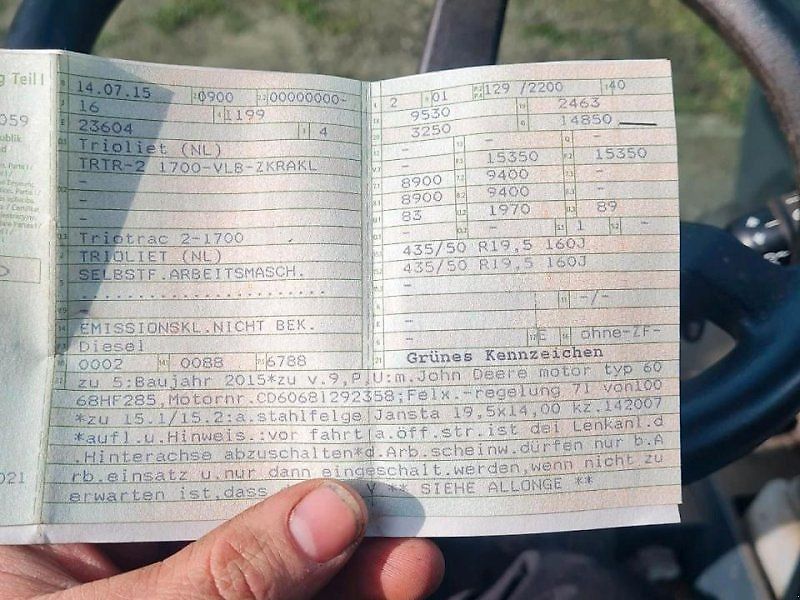 g Teil I
059
publik
nd
021
14.07.15 0900 00000000-
16 1199
23604 4
Trioliet (NL)
TRTR-2 1700-VLB-ZKRAKL
-
-
-
Triotrac 2-1700
TRIOLIET (NL)
SELBSTF.ARBEITSMASCH.
-
EMISSIONSKL.NICHT BEK.
Diesel
0002 0088 6788
2 01 129 /2200 40
9530 2463
3250 14850
- - -
- 15350 15350
8900 9400 -
8900 9400 -
83 1970 89
- 1 -
435/50 R19,5 160J
435/50 R19,5 160J
-
- -/-
- E ohne-ZF-
Grünes Kennzeichen
zu 5:Baujahr 2015*zu v.9,P,U:m.John Deere motor typ 60
68HF285,Motornr.CD6068L292358;Felx.-regelung 71 von100
*zu 15.1/15.2:a.stahlfelge Jansta 19,5x14,00 kz.142007
*aufl.u.Hinweis.:vor fahrt a.öff.str.ist dei Lenkanl.d
.Hinterachse abzuschalten*d.Arb.scheinw.dürfen nur b.A
rb.einsatz u.nur dann eingeschalt.werden,wenn nicht zu
erwarten ist,dass V ** SIEHE ALLONGE **